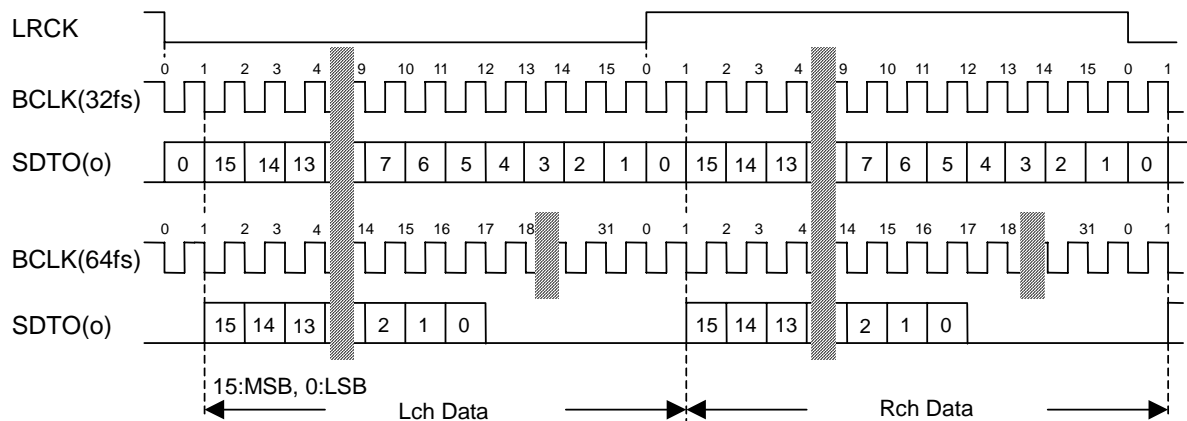 LRCK
0 1 2 3 4 9 10 11 12 13 14 15 0 1 2 3 4 9 10 11 12 13 14 15 0 1
BCLK(32fs)
SDTO(o) 0 15 14 13 7 6 5 4 3 2 1 0 15 14 13 7 6 5 4 3 2 1 0
0 1 2 3 4 14 15 16 17 18 31 0 1 2 3 4 14 15 16 17 18 31 0 1
BCLK(64fs)
SDTO(o) 15 14 13 2 1 0 15 14 13 2 1 0
15:MSB, 0:LSB
Lch Data Rch Data